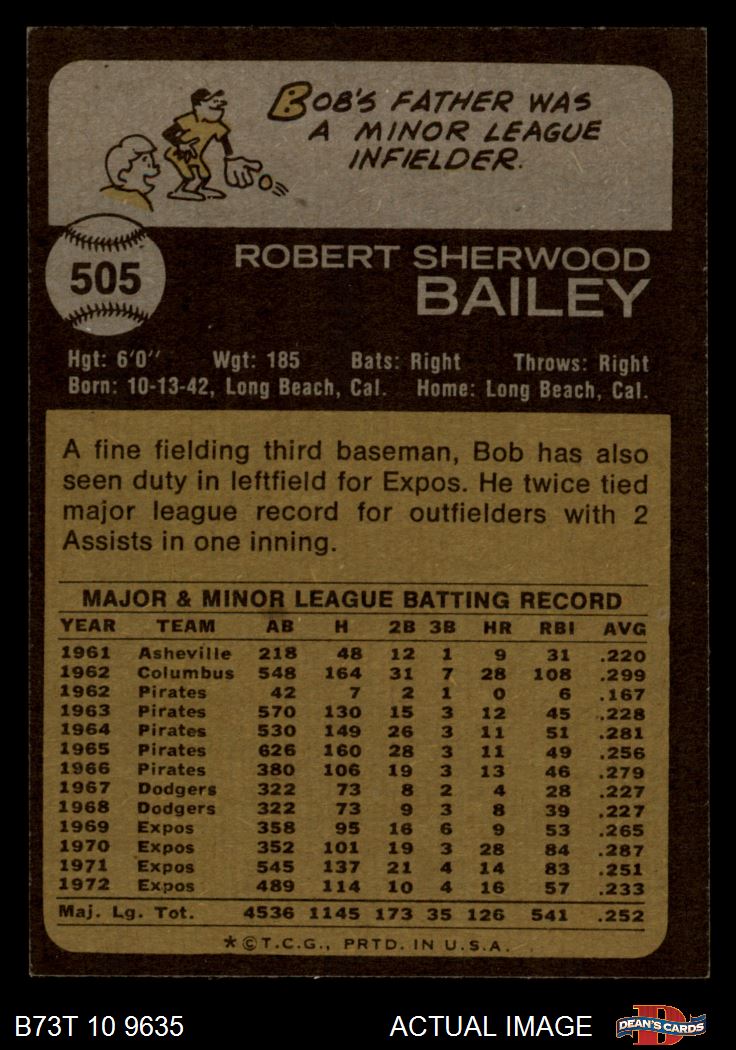 BOB'S FATHER WAS
A MINOR LEAGUE
INFIELDER.
505
ROBERT SHERWOOD
BAILEY
Hgt: 6'0" Wgt: 185 Bats: Right Throws: Right
Born: 10-13-42, Long Beach, Cal. Home: Long Beach, Cal.
A fine fielding third baseman, Bob has also
seen duty in leftfield for Expos. He twice tied
major league record for outfielders with 2
Assists in one inning.
MAJOR & MINOR LEAGUE BATTING RECORD
YEAR TEAM AB H 2B 3B HR RBI AVG
1961 Asheville 218 48 12 1 9 31 .220
1962 Columbus 548 164 31 7 28 108 .299
1962 Pirates 42 7 2 1 0 6 .167
1963 Pirates 570 130 15 3 12 45 .228
1964 Pirates 530 149 26 3 11 51 .281
1965 Pirates 626 160 28 3 11 49 .256
1966 Pirates 380 106 19 3 13 46 .279
1967 Dodgers 322 73 8 2 4 28 .227
1968 Dodgers 322 73 9 3 8 39 .227
1969 Expos 358 95 16 6 9 53 .265
1970 Expos 352 101 19 3 28 84 .287
1971 Expos 545 137 21 4 14 83 .251
1972 Expos 489 114 10 4 16 57 .233
Maj. Lg. Tot. 4536 1145 173 35 126 541 .252
*©T.C.G., PRTD. IN U.S.A.
B73T 10 9635 ACTUAL IMAGE
D
DEAN'S CARDS